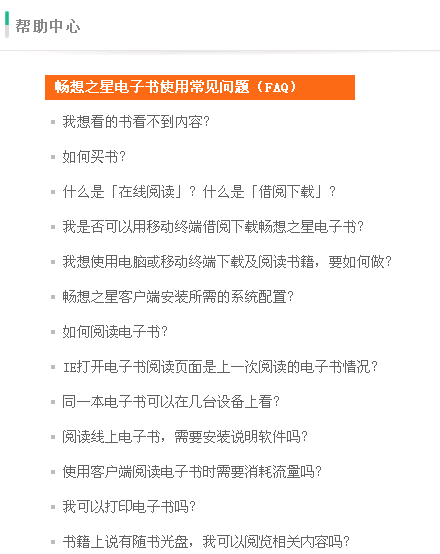 帮助中心
畅想之星电子书使用常见问题（FAQ）
我想看的书看不到内容？
如何买书？
什么是「在线阅读」？什么是「借阅下载」？
我是否可以用移动终端借阅下载畅想之星电子书？
我想使用电脑或移动终端下载及阅读书籍，要如何做？
畅想之星客户端安装所需的系统配置？
如何阅读电子书？
IE打开电子书阅读页面是上一次阅读的电子书情况？
同一本电子书可以在几台设备上看？
阅读线上电子书，需要安装说明软件吗？
使用客户端阅读电子书时需要消耗流量吗？
我可以打印电子书吗？
书籍上说有随书光盘，我可以阅览相关内容吗？